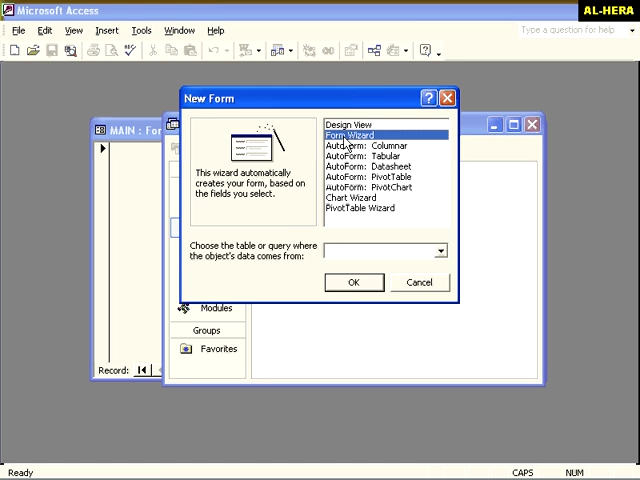 Microsoft Access
AL-HERA
File Edit View Insert Tools Window Help
Type a question for help
New Form
MAIN : For
Design View
Form Wizard
AutoForm: Columnar
AutoForm: Tabular
AutoForm: Datasheet
AutoForm: PivotTable
AutoForm: PivotChart
Chart Wizard
PivotTable Wizard
This wizard automatically
creates your form, based on
the fields you select.
Choose the table or query where
the object's data comes from:
OK Cancel
Modules
Groups
Favorites
Record:
Ready
CAPS NUM